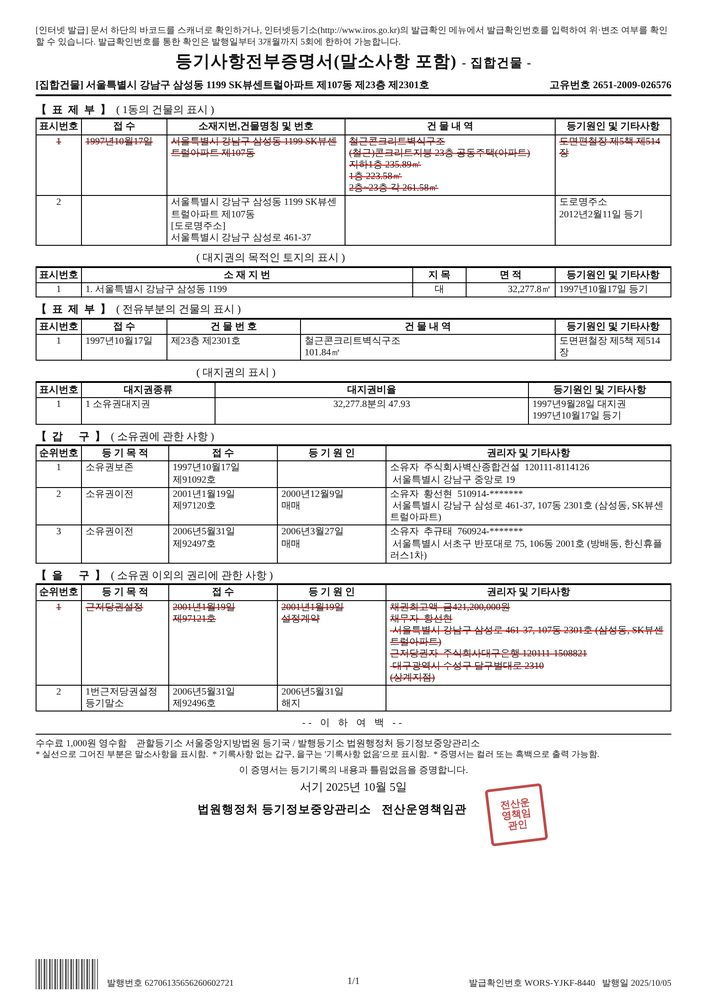 [인터넷 발급] 문서 하단의 바코드를 스캐너로 확인하거나, 인터넷등기소(http://www.iros.go.kr)의 발급확인 메뉴에서 발급확인번호를 입력하여 위·변조 여부를 확인
할 수 있습니다. 발급확인번호를 통한 확인은 발행일부터 3개월까지 5회에 한하여 가능합니다.
등기사항전부증명서(말소사항 포함) - 집합건물 -
[집합건물] 서울특별시 강남구 삼성동 1199 SK뷰센트럴아파트 제107동 제23층 제2301호 고유번호 2651-2009-026576
【 표 제 부 】 ( 1동의 건물의 표시 )
표시번호 접 수 소재지번,건물명칭 및 번호 건 물 내 역 등기원인 및 기타사항
1 1997년10월17일 서울특별시 강남구 삼성동 1199 SK뷰센 철근콘크리트벽식구조 도면편철장 제5책 제514
트럴아파트 제107동 (철근)콘크리트지붕 23층 공동주택(아파트) 장
지하1층 235.89㎡
1층 223.58㎡
2층~23층 각 261.58㎡
2 서울특별시 강남구 삼성동 1199 SK뷰센 도로명주소
트럴아파트 제107동 2012년2월11일 등기
[도로명주소]
서울특별시 강남구 삼성로 461-37
( 대지권의 목적인 토지의 표시 )
표시번호 소 재 지 번 지 목 면 적 등기원인 및 기타사항
1 1. 서울특별시 강남구 삼성동 1199 대 32,277.8㎡ 1997년10월17일 등기
【 표 제 부 】 ( 전유부분의 건물의 표시 )
표시번호 접 수 건 물 번 호 건 물 내 역 등기원인 및 기타사항
1 1997년10월17일 제23층 제2301호 철근콘크리트벽식구조 도면편철장 제5책 제514
101.84㎡ 장
( 대지권의 표시 )
표시번호 대지권종류 대지권비율 등기원인 및 기타사항
1 1 소유권대지권 32,277.8분의 47.93 1997년9월28일 대지권
1997년10월17일 등기
【 갑 구 】 ( 소유권에 관한 사항 )
순위번호 등 기 목 적 접 수 등 기 원 인 권리자 및 기타사항
1 소유권보존 1997년10월17일 소유자 주식회사벽산종합건설 120111-8114126
제91092호 서울특별시 강남구 중앙로 19
2 소유권이전 2001년1월19일 2000년12월9일 소유자 황선현 510914-*******
제97120호 매매 서울특별시 강남구 삼성로 461-37, 107동 2301호 (삼성동, SK뷰센
트럴아파트)
3 소유권이전 2006년5월31일 2006년3월27일 소유자 추규태 760924-*******
제92497호 매매 서울특별시 서초구 반포대로 75, 106동 2001호 (방배동, 한신휴플
러스1차)
【 을 구 】 ( 소유권 이외의 권리에 관한 사항 )
순위번호 등 기 목 적 접 수 등 기 원 인 권리자 및 기타사항
1 근저당권설정 2001년1월19일 2001년1월19일 채권최고액 금421,200,000원
제97121호 설정계약 채무자 황선현
서울특별시 강남구 삼성로 461-37, 107동 2301호 (삼성동, SK뷰센
트럴아파트)
근저당권자 주식회사대구은행 120111-1508821
대구광역시 수성구 달구벌대로 2310
(상계지점)
2 1번근저당권설정 2006년5월31일 2006년5월31일
등기말소 제92496호 해지
- - 이 하 여 백 - -
수수료 1,000원 영수함 관할등기소 서울중앙지방법원 등기국 / 발행등기소 법원행정처 등기정보중앙관리소
* 실선으로 그어진 부분은 말소사항을 표시함. * 기록사항 없는 갑구, 을구는 '기록사항 없음'으로 표시함. * 증명서는 컬러 또는 흑백으로 출력 가능함.
이 증명서는 등기기록의 내용과 틀림없음을 증명합니다.
서기 2025년 10월 5일
법원행정처 등기정보중앙관리소 전산운영책임관
전산운
영책임
관인
발행번호 62706135656260602721 1/1 발급확인번호 WORS-YJKF-8440 발행일 2025/10/05